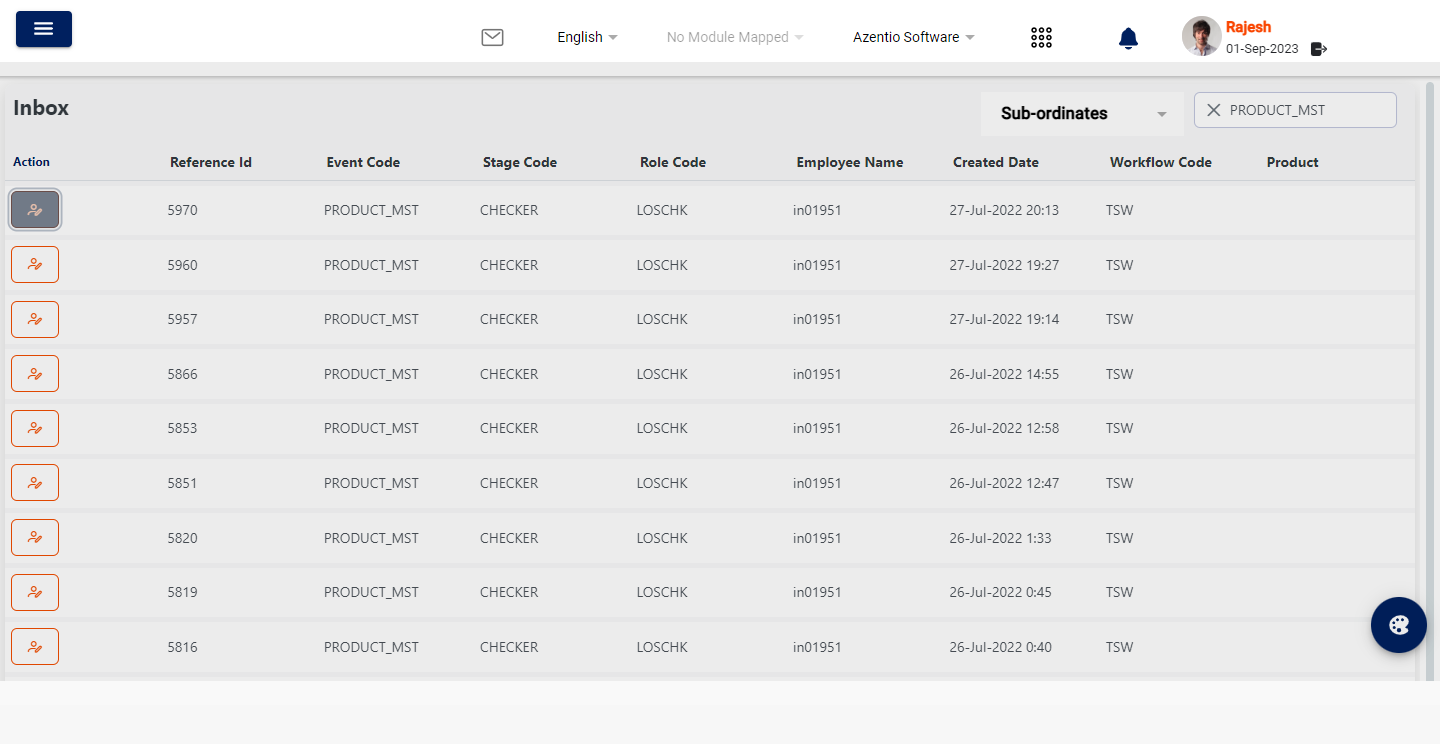 English No Module Mapped Azentio Software Rajesh
01-Sep-2023
Inbox Sub-ordinates PRODUCT_MST
Action Reference Id Event Code Stage Code Role Code Employee Name Created Date Workflow Code Product
5970 PRODUCT_MST CHECKER LOSCHK in01951 27-Jul-2022 20:13 TSW
5960 PRODUCT_MST CHECKER LOSCHK in01951 27-Jul-2022 19:27 TSW
5957 PRODUCT_MST CHECKER LOSCHK in01951 27-Jul-2022 19:14 TSW
5866 PRODUCT_MST CHECKER LOSCHK in01951 26-Jul-2022 14:55 TSW
5853 PRODUCT_MST CHECKER LOSCHK in01951 26-Jul-2022 12:58 TSW
5851 PRODUCT_MST CHECKER LOSCHK in01951 26-Jul-2022 12:47 TSW
5820 PRODUCT_MST CHECKER LOSCHK in01951 26-Jul-2022 1:33 TSW
5819 PRODUCT_MST CHECKER LOSCHK in01951 26-Jul-2022 0:45 TSW
5816 PRODUCT_MST CHECKER LOSCHK in01951 26-Jul-2022 0:40 TSW